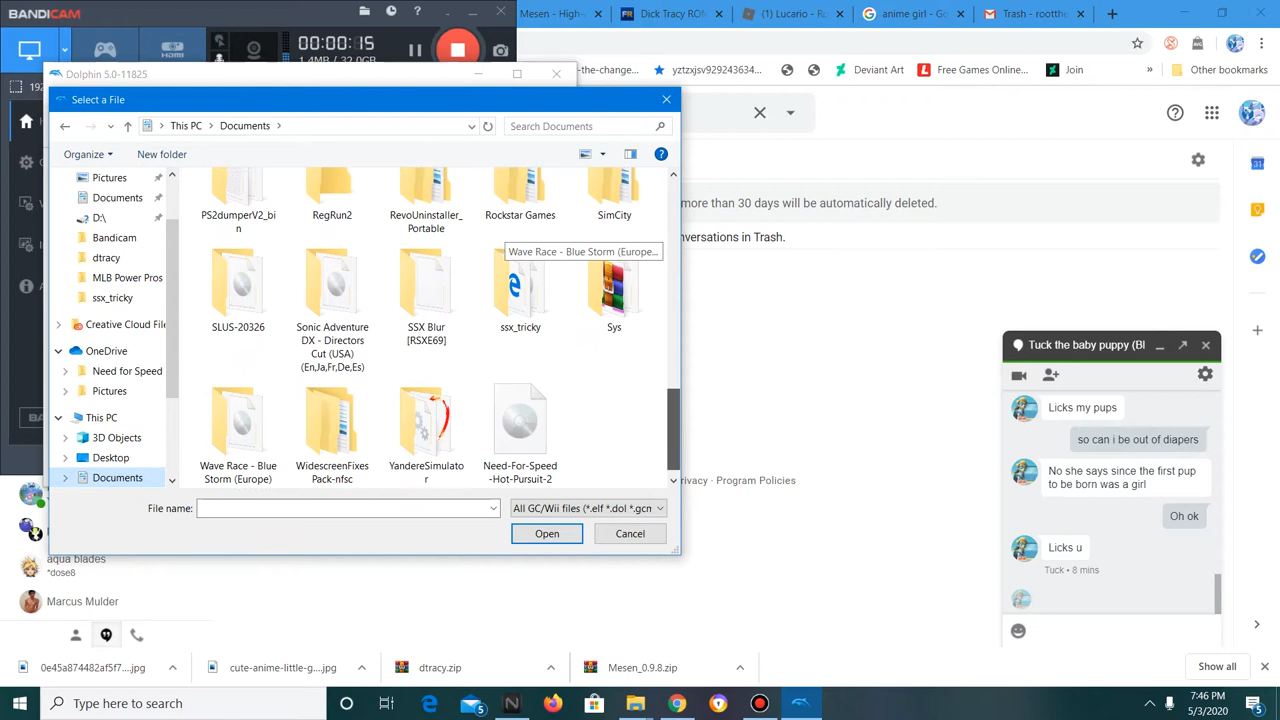 BANDICAM
Mesen - High-
Dick Tracy RO
(1) Lucario - Ro
anime girl - Go
Trash - rootthe
00:00:15
1.4MB / 32.0GB
Dolphin 5.0-11825
the-change...
yztzxjsv929243634...
Deviant Art
Free Games Onlin...
Join
Other bookmarks
Select a File
This PC
Documents
Search Documents
Organize
New folder
more than 30 days will be automatically deleted.
nversations in Trash.
Pictures
Documents
D:\
Bandicam
dtracy
MLB Power Pros
ssx_tricky
Creative Cloud Fil
OneDrive
Need for Speed
Pictures
This PC
3D Objects
Desktop
Documents
PS2dumperV2_bi
n
RegRun2
RevoUninstaller_
Portable
Rockstar Games
SimCity
Wave Race - Blue Storm (Europe...
SLUS-20326
Sonic Adventure
DX - Directors
Cut (USA)
(En,Ja,Fr,De,Es)
SSX Blur
[RSXE69]
ssx_tricky
Sys
Wave Race - Blue
Storm (Europe)
WidescreenFixes
Pack-nfsc
YandereSimulato
r
Need-For-Speed
-Hot-Pursuit-2
File name:
All GC/Wii files (*.elf *.dol *.gcm
Open
Cancel
rivacy · Program Policies
Tuck the baby puppy (Bl
Licks my pups
so can i be out of diapers
No she says since the first pup
to be born was a girl
Oh ok
Licks u
Tuck • 8 mins
aqua blades
*dose8
Marcus Mulder
0e45a874482af5f7....jpg
cute-anime-little-g....jpg
dtracy.zip
Mesen_0.9.8.zip
Show all
Type here to search
7:46 PM
5/3/2020